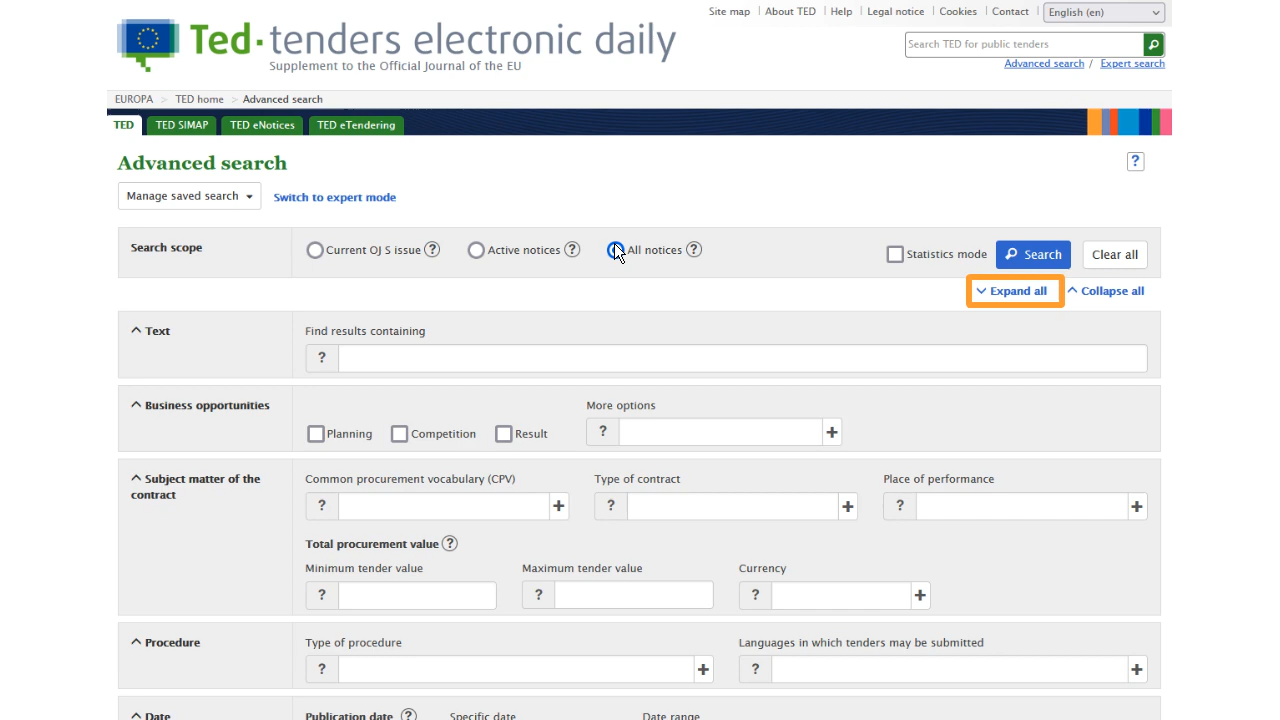 Site map About TED Help Legal notice Cookies Contact English (en)
Ted tenders electronic daily
Supplement to the Official Journal of the EU
Search TED for public tenders
Advanced search / Expert search
EUROPA > TED home > Advanced search
TED TED SIMAP TED eNotices TED eTendering
Advanced search ?
Manage saved search Switch to expert mode
Search scope Current OJ S issue ? Active notices ? All notices ? Statistics mode Search Clear all
Expand all Collapse all
Text Find results containing
?
Business opportunities More options
Planning Competition Result ? +
Subject matter of the Common procurement vocabulary (CPV) Type of contract Place of performance
contract
? + ? + ? +
Total procurement value ?
Minimum tender value Maximum tender value Currency
? ? ? +
Procedure Type of procedure Languages in which tenders may be submitted
? + ? +
Date Publication date ? Specific date Date range